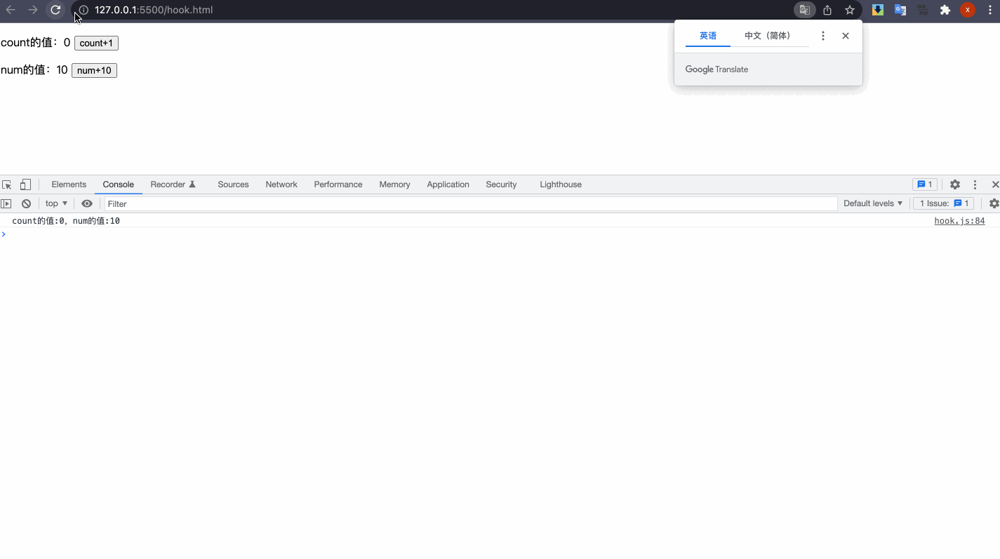 127.0.0.1:5500/hook.html
X
英语 中文（简体）
Google Translate
count的值：0 count+1
num的值：10 num+10
Elements Console Recorder Sources Network Performance Memory Application Security Lighthouse 1
top Filter Default levels 1 Issue: 1
count的值:0，num的值:10 hook.js:84